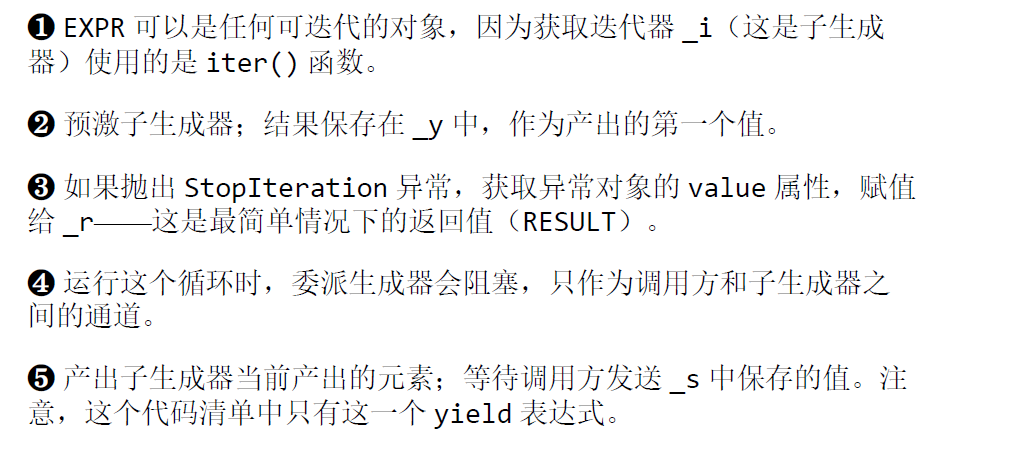 ❶ EXPR 可以是任何可迭代的对象，因为获取迭代器 _i（这是子生成
器）使用的是 iter() 函数。
❷ 预激子生成器；结果保存在 _y 中，作为产出的第一个值。
❸ 如果抛出 StopIteration 异常，获取异常对象的 value 属性，赋值
给 _r——这是最简单情况下的返回值（RESULT）。
❹ 运行这个循环时，委派生成器会阻塞，只作为调用方和子生成器之
间的通道。
❺ 产出子生成器当前产出的元素；等待调用方发送 _s 中保存的值。注
意，这个代码清单中只有这一个 yield 表达式。